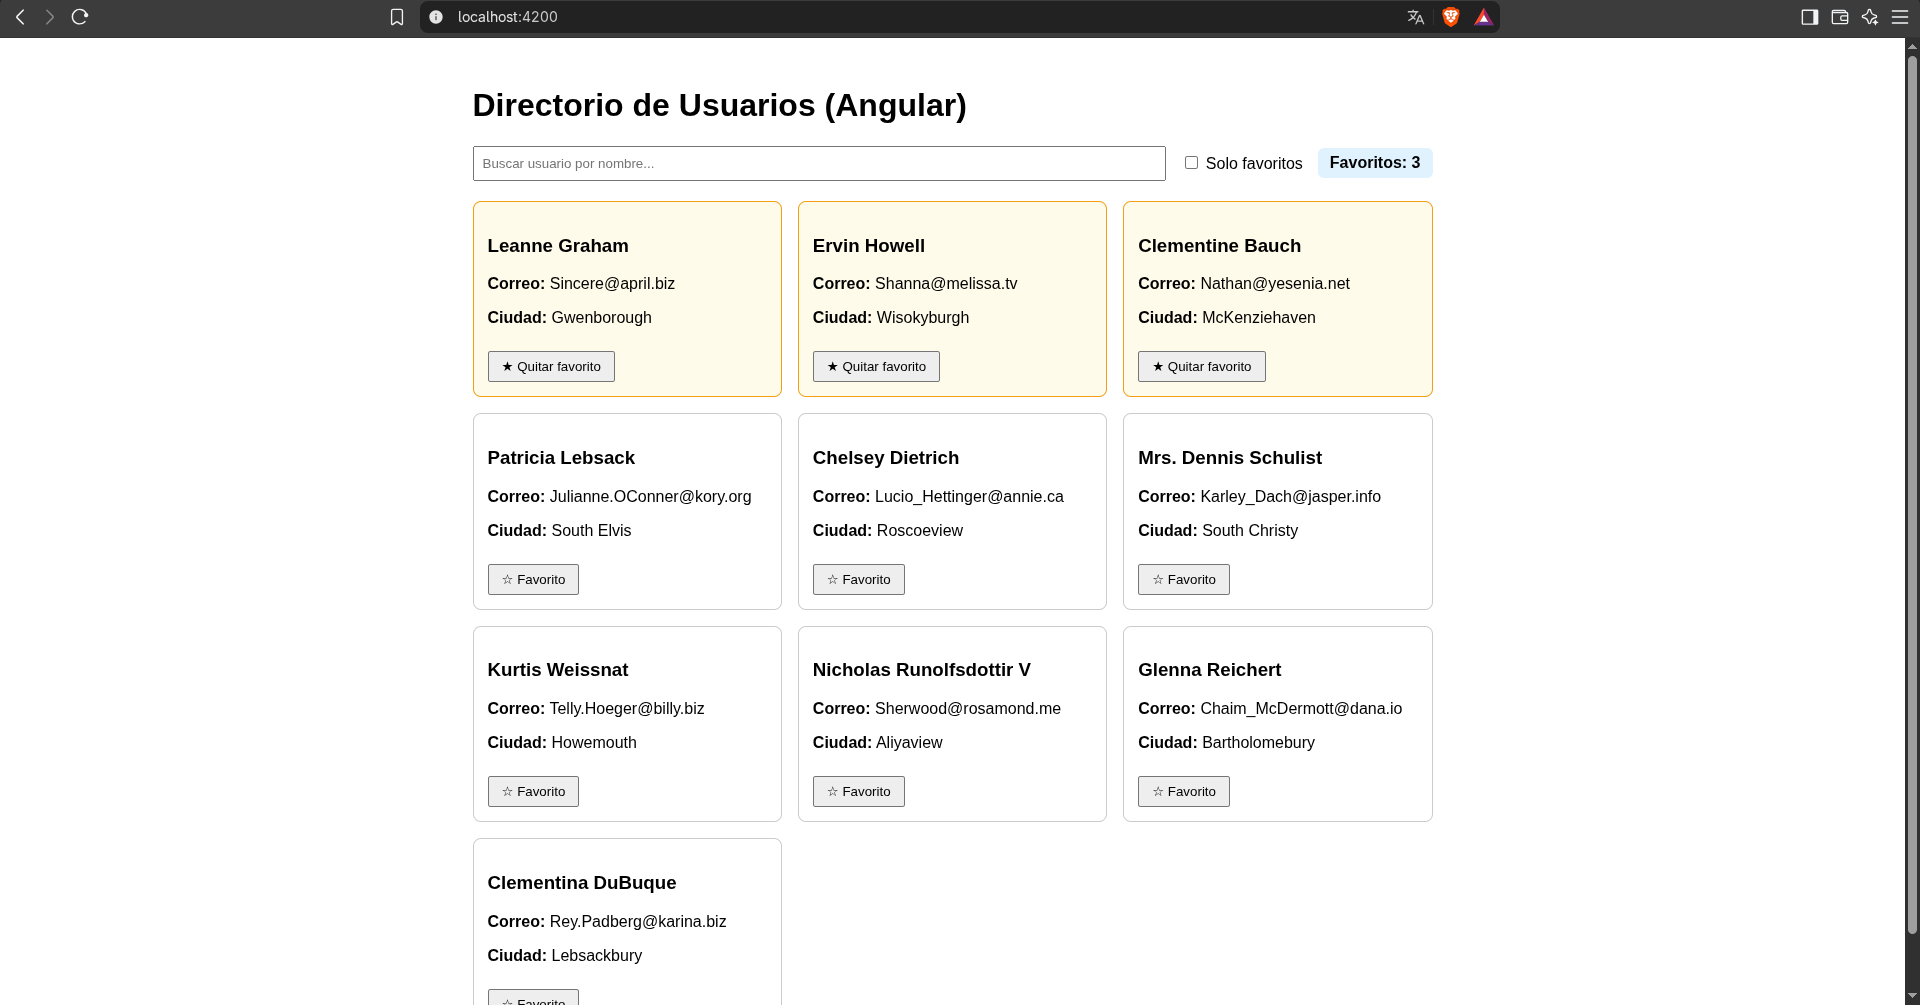 localhost:4200
Directorio de Usuarios (Angular)
Buscar usuario por nombre...
Solo favoritos
Favoritos: 3
Leanne Graham
Correo: Sincere@april.biz
Ciudad: Gwenborough
★ Quitar favorito
Ervin Howell
Correo: Shanna@melissa.tv
Ciudad: Wisokyburgh
★ Quitar favorito
Clementine Bauch
Correo: Nathan@yesenia.net
Ciudad: McKenziehaven
★ Quitar favorito
Patricia Lebsack
Correo: Julianne.OConner@kory.org
Ciudad: South Elvis
☆ Favorito
Chelsey Dietrich
Correo: Lucio_Hettinger@annie.ca
Ciudad: Roscoeview
☆ Favorito
Mrs. Dennis Schulist
Correo: Karley_Dach@jasper.info
Ciudad: South Christy
☆ Favorito
Kurtis Weissnat
Correo: Telly.Hoeger@billy.biz
Ciudad: Howemouth
☆ Favorito
Nicholas Runolfsdottir V
Correo: Sherwood@rosamond.me
Ciudad: Aliyaview
☆ Favorito
Glenna Reichert
Correo: Chaim_McDermott@dana.io
Ciudad: Bartholomebury
☆ Favorito
Clementina DuBuque
Correo: Rey.Padberg@karina.biz
Ciudad: Lebsackbury
☆ Favorito